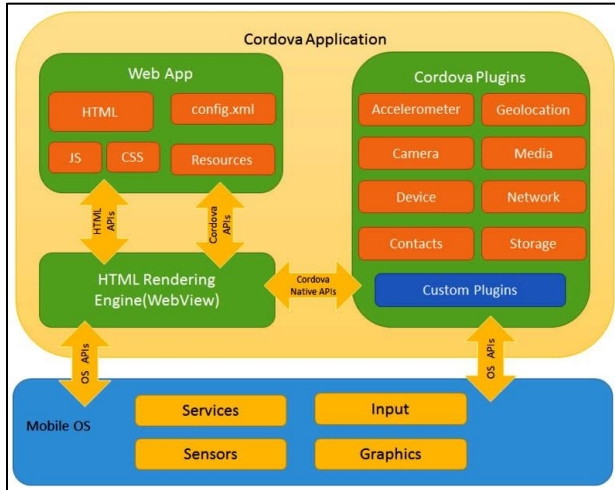 Cordova Application
Web App
HTML
config.xml
JS
CSS
Resources
HTML
APIs
Cordova
APIs
HTML Rendering
Engine(WebView)
Cordova
Native APIs
Cordova Plugins
Accelerometer
Geolocation
Camera
Media
Device
Network
Contacts
Storage
Custom Plugins
OS APIs
OS APIs
Mobile OS
Services
Input
Sensors
Graphics